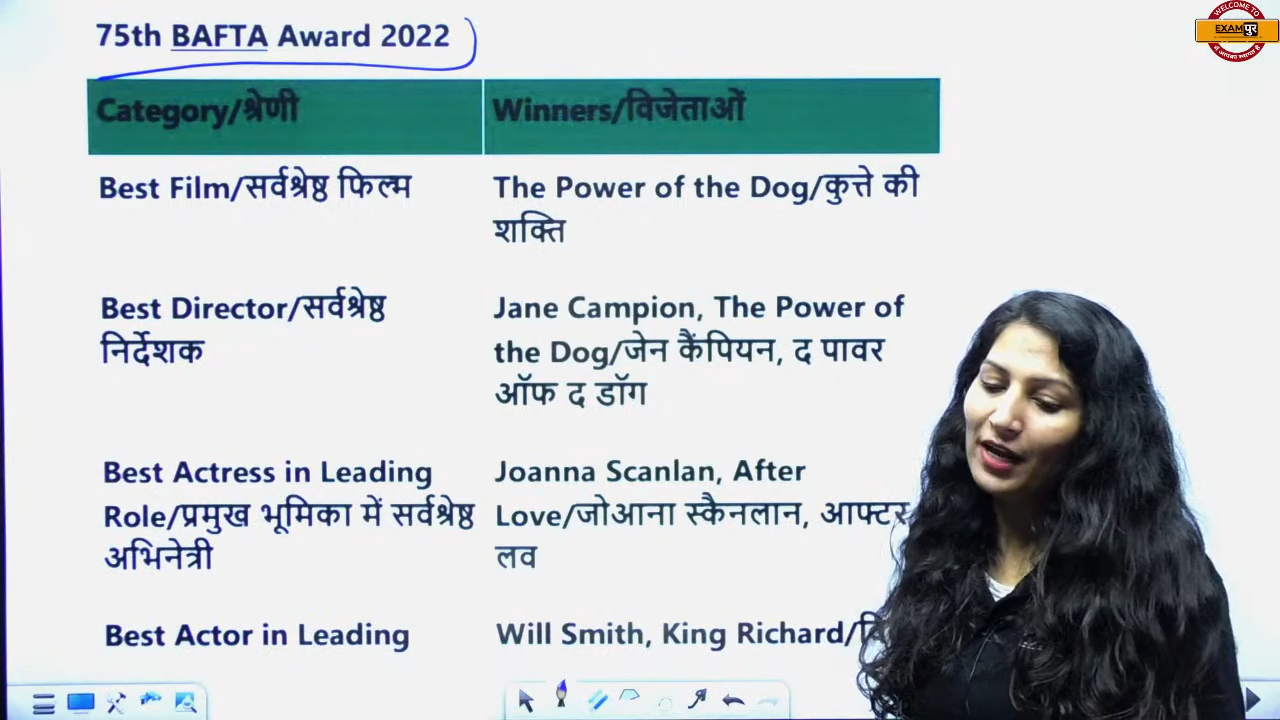 75th BAFTA Award 2022
WELCOME TO
EXAMपुर
में आपका स्वागत है
Category/श्रेणी
Winners/विजेताओं
Best Film/सर्वश्रेष्ठ फिल्म
The Power of the Dog/कुत्ते की
शक्ति
Best Director/सर्वश्रेष्ठ
निर्देशक
Jane Campion, The Power of
the Dog/जेन कैंपियन, द पावर
ऑफ द डॉग
Best Actress in Leading
Role/प्रमुख भूमिका में सर्वश्रेष्ठ
अभिनेत्री
Joanna Scanlan, After
Love/जोआना स्कैनलान, आफ्टर
लव
Best Actor in Leading
Will Smith, King Richard/